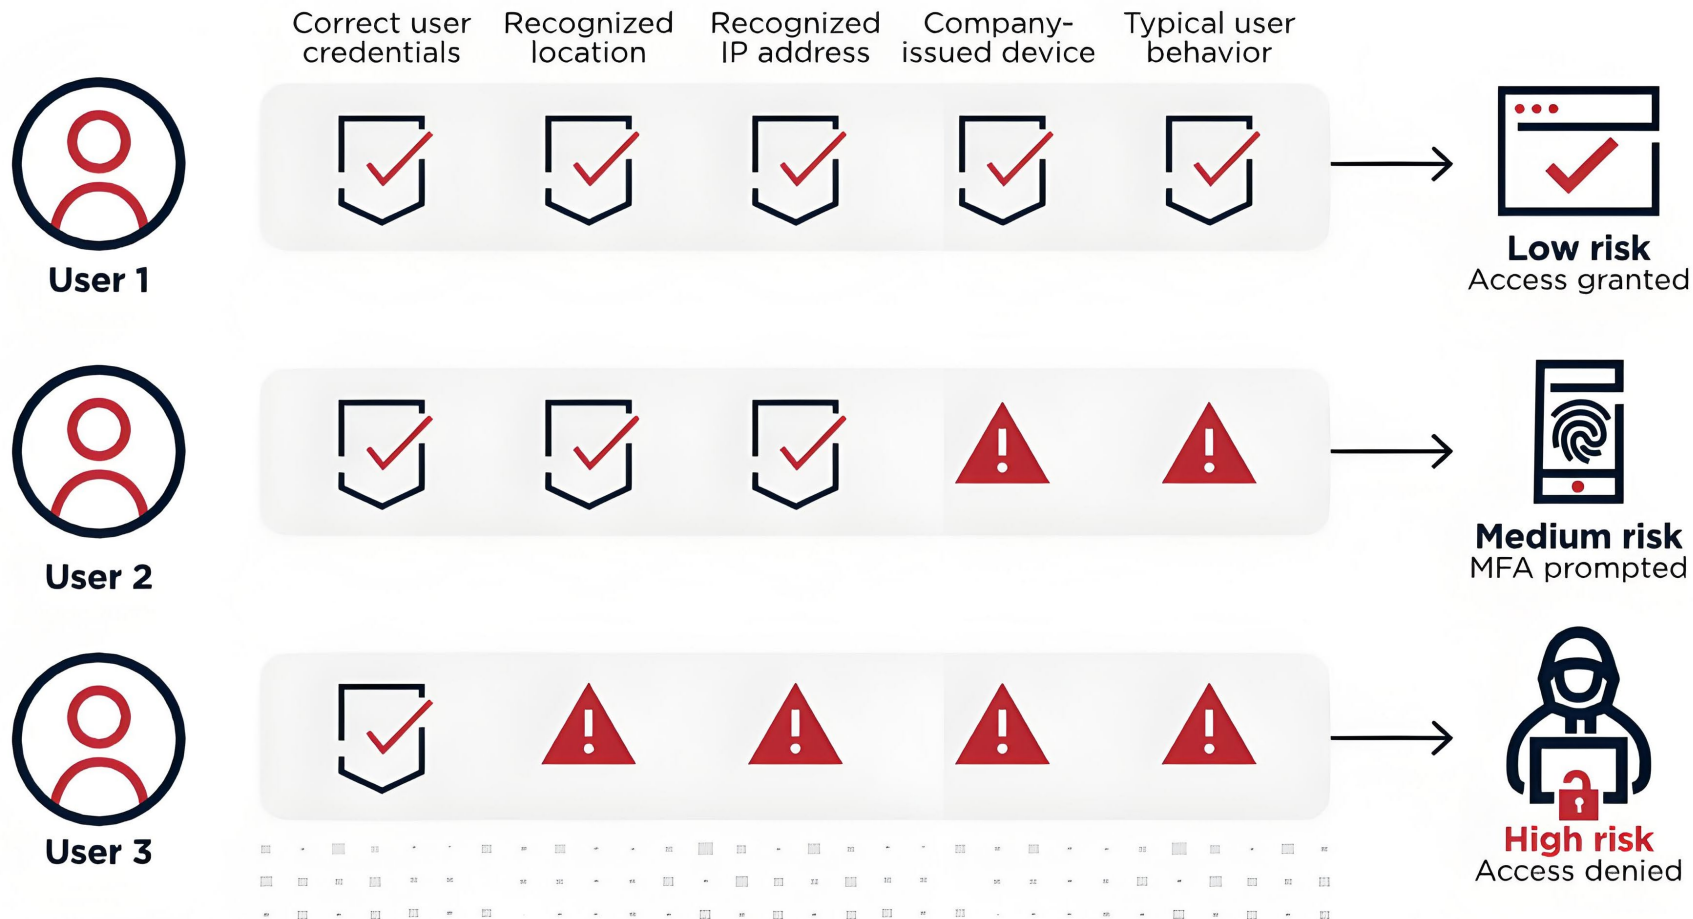 Correct user
credentials
Recognized
location
Recognized
IP address
Company-
issued device
Typical user
behavior
User 1
Low risk
Access granted
User 2
Medium risk
MFA prompted
User 3
High risk
Access denied